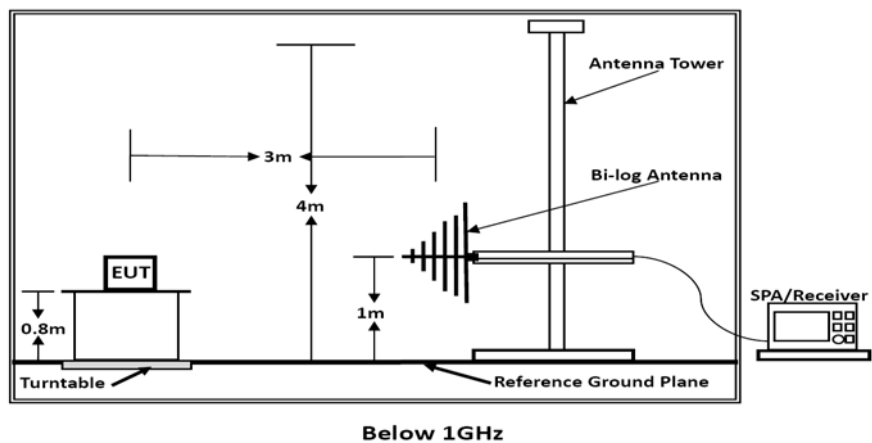 Antenna Tower
3m
Bi-log Antenna
4m
EUT
SPA/Receiver
0.8m
1m
Turntable
Reference Ground Plane
Below 1GHz